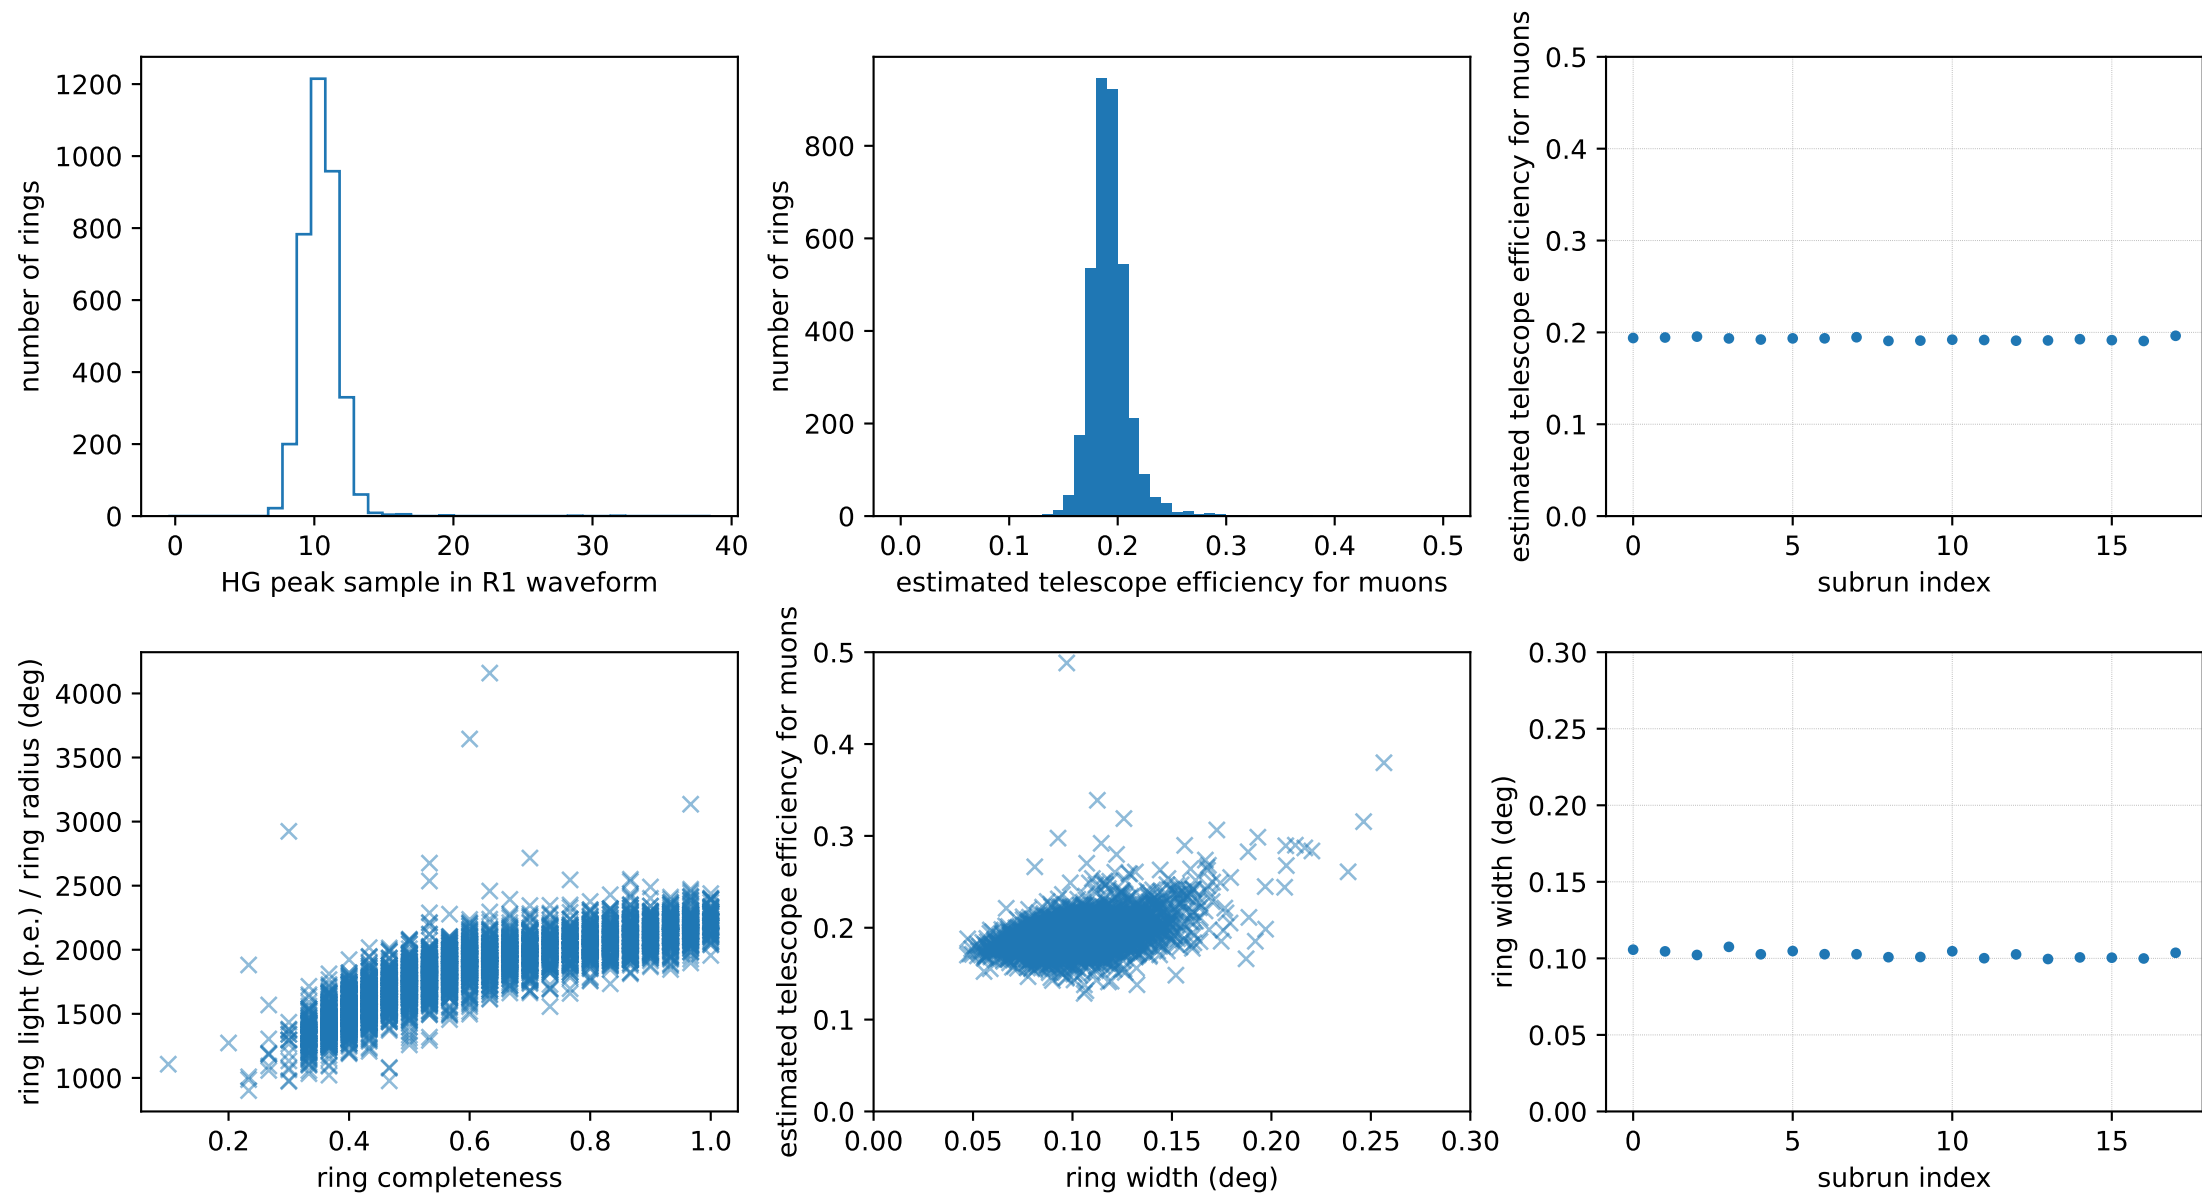 number of rings
1200
1000
800
600
400
200
0
0 10 20 30 40
HG peak sample in R1 waveform
number of rings
800
600
400
200
0
0.0 0.1 0.2 0.3 0.4 0.5
estimated telescope efficiency for muons
estimated telescope efficiency for muons
0.5
0.4
0.3
0.2
0.1
0.0
0 5 10 15
subrun index
ring light (p.e.) / ring radius (deg)
4000
3500
3000
2500
2000
1500
1000
0.2 0.4 0.6 0.8 1.0
ring completeness
estimated telescope efficiency for muons
0.5
0.4
0.3
0.2
0.1
0.0
0.00 0.05 0.10 0.15 0.20 0.25 0.30
ring width (deg)
ring width (deg)
0.30
0.25
0.20
0.15
0.10
0.05
0.00
0 5 10 15
subrun index